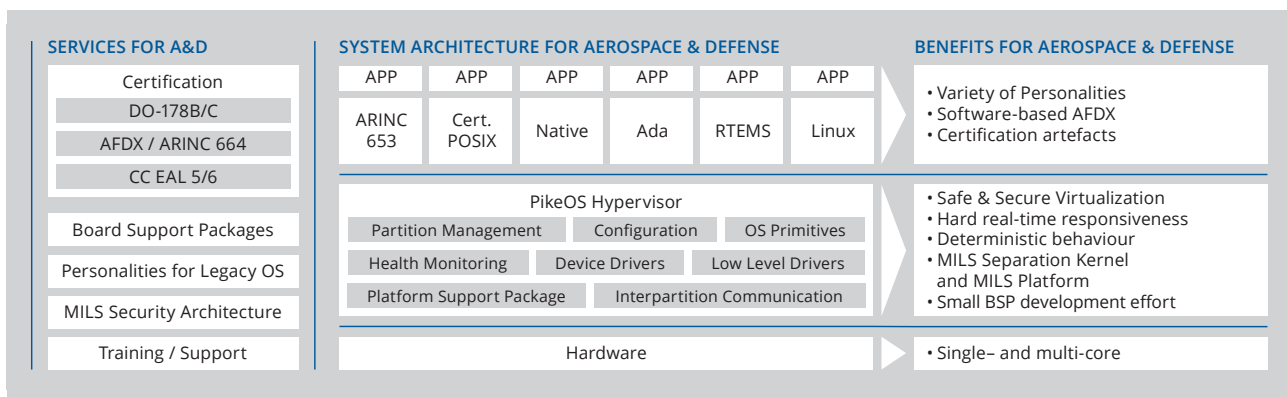 SERVICES FOR A&D
Certification
DO-178B/C
AFDX / ARINC 664
CC EAL 5/6
Board Support Packages
Personalities for Legacy OS
MILS Security Architecture
Training / Support
SYSTEM ARCHITECTURE FOR AEROSPACE & DEFENSE
APP APP APP APP APP APP
ARINC 653
Cert. POSIX
Native
Ada
RTEMS
Linux
PikeOS Hypervisor
Partition Management
Configuration
OS Primitives
Health Monitoring
Device Drivers
Low Level Drivers
Platform Support Package
Interpartition Communication
Hardware
BENEFITS FOR AEROSPACE & DEFENSE
• Variety of Personalities
• Software-based AFDX
• Certification artefacts
• Safe & Secure Virtualization
• Hard real-time responsiveness
• Deterministic behaviour
• MILS Separation Kernel
and MILS Platform
• Small BSP development effort
• Single– and multi-core